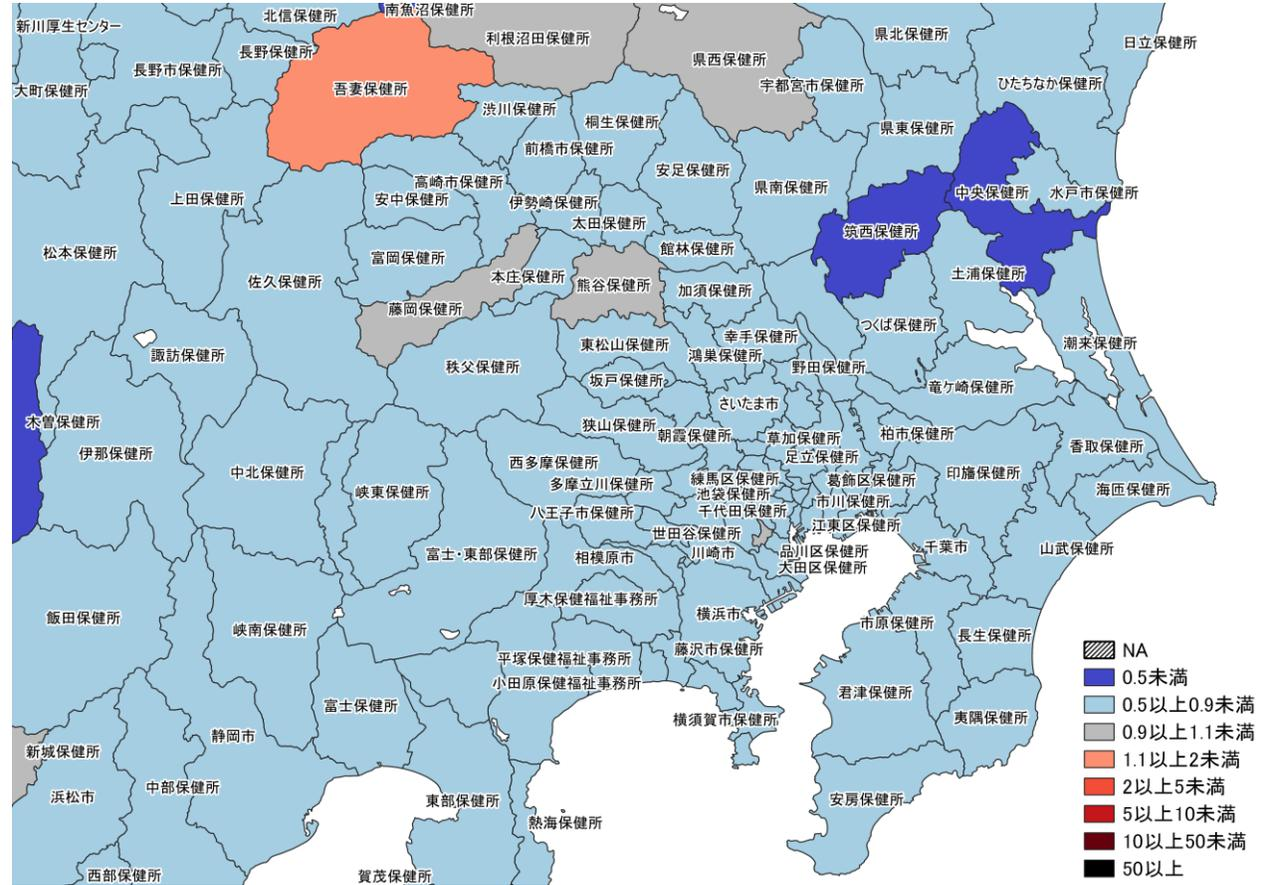 南魚沼保健所
北信保健所
新川厚生センター
利根沼田保健所
県北保健所
日立保健所
長野保健所
県西保健所
長野市保健所
大町保健所
吾妻保健所
宇都宮市保健所
ひたちなか保健所
渋川保健所
桐生保健所
県東保健所
前橋市保健所
安足保健所
高崎市保健所
県南保健所
中央保健所
水戸市保健所
上田保健所
安中保健所
伊勢崎保健所
太田保健所
筑西保健所
松本保健所
富岡保健所
館林保健所
佐久保健所
本庄保健所
熊谷保健所
加須保健所
土浦保健所
藤岡保健所
つくば保健所
幸手保健所
東松山保健所
鴻巣保健所
潮来保健所
諏訪保健所
秩父保健所
野田保健所
坂戸保健所
竜ケ崎保健所
さいたま市
木曽保健所
狭山保健所
朝霞保健所
草加保健所
柏市保健所
伊那保健所
足立保健所
香取保健所
中北保健所
西多摩保健所
印旛保健所
峡東保健所
多摩立川保健所
練馬区保健所
葛飾区保健所
海匝保健所
池袋保健所
市川保健所
八王子市保健所
千代田保健所
江東区保健所
世田谷保健所
富士・東部保健所
相模原市
川崎市
品川区保健所
千葉市
山武保健所
大田区保健所
厚木保健福祉事務所
飯田保健所
峡南保健所
横浜市
市原保健所
長生保健所
藤沢市保健所
平塚保健福祉事務所
小田原保健福祉事務所
君津保健所
富士保健所
横須賀市保健所
夷隅保健所
静岡市
新城保健所
中部保健所
浜松市
東部保健所
安房保健所
熱海保健所
西部保健所
賀茂保健所
NA
0.5未満
0.5以上0.9未満
0.9以上1.1未満
1.1以上2未満
2以上5未満
5以上10未満
10以上50未満
50以上